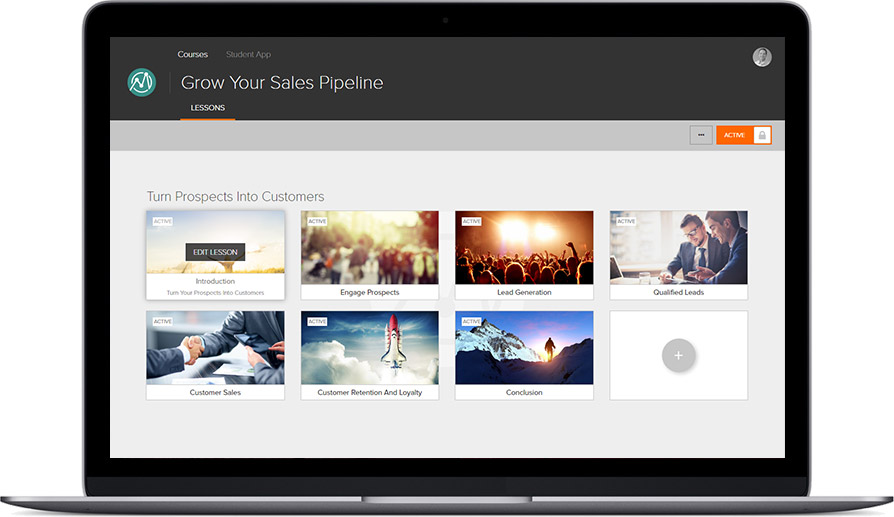 Courses Student App
Grow Your Sales Pipeline
LESSONS
ACTIVE
Turn Prospects Into Customers
ACTIVE ACTIVE ACTIVE ACTIVE
EDIT LESSON
Introduction
Turn Your Prospects Into Customers
Engage Prospects
Lead Generation
Qualified Leads
ACTIVE ACTIVE ACTIVE
Customer Sales
Customer Retention And Loyalty
Conclusion